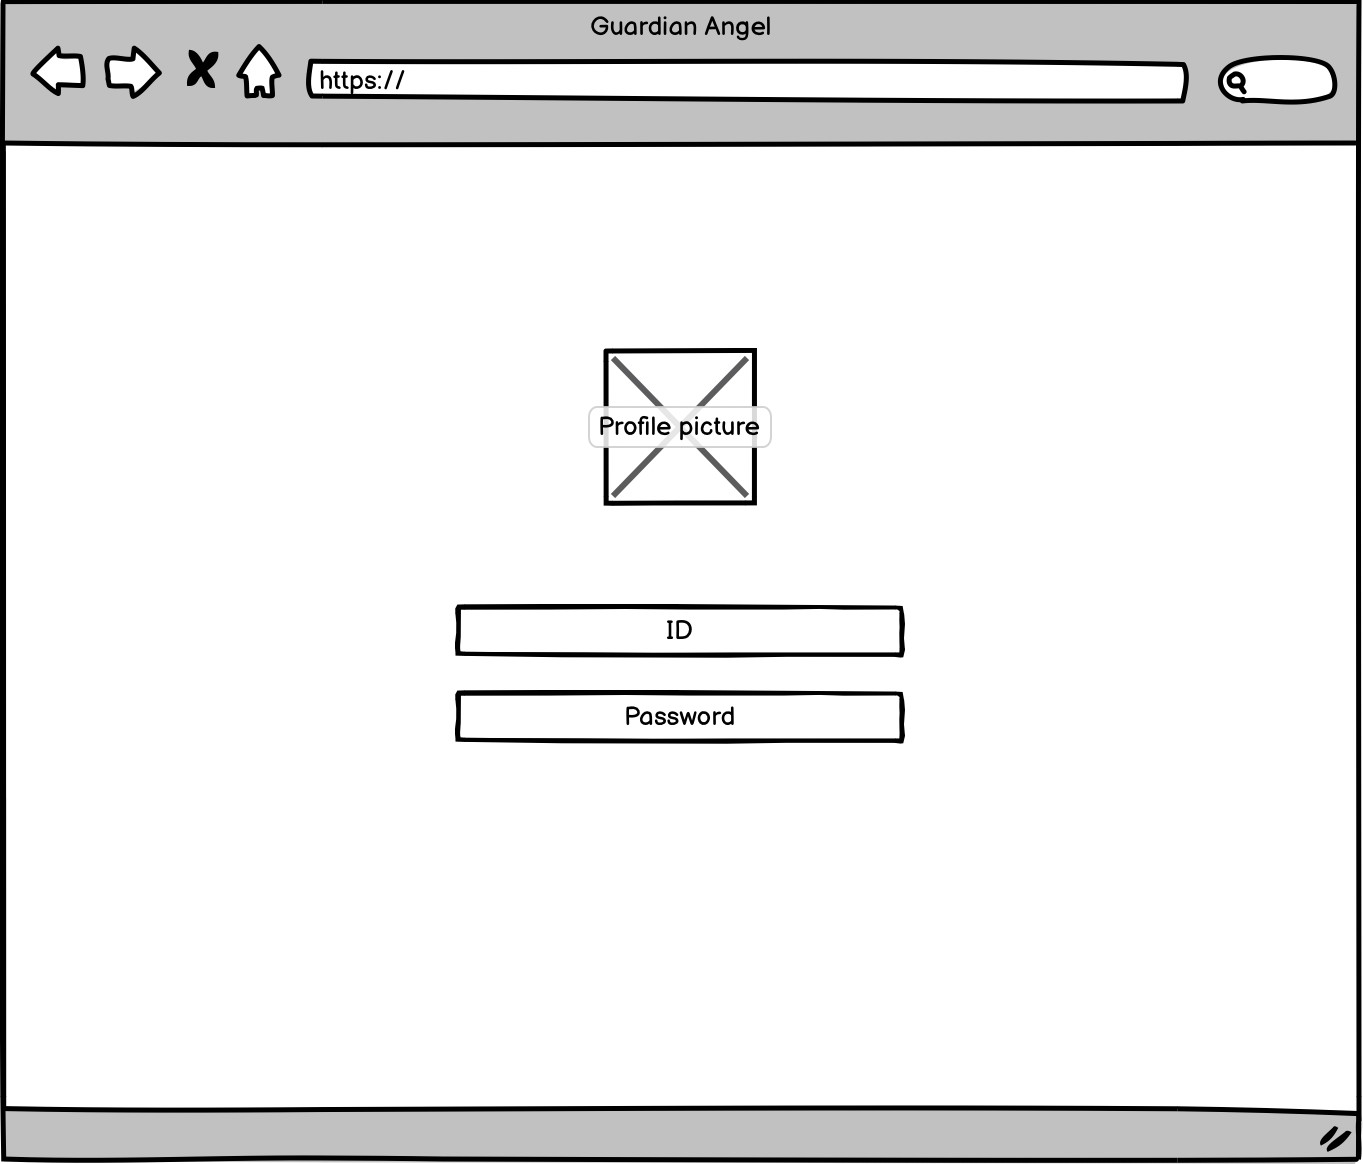 Guardian Angel
https://
Profile picture
ID
Password